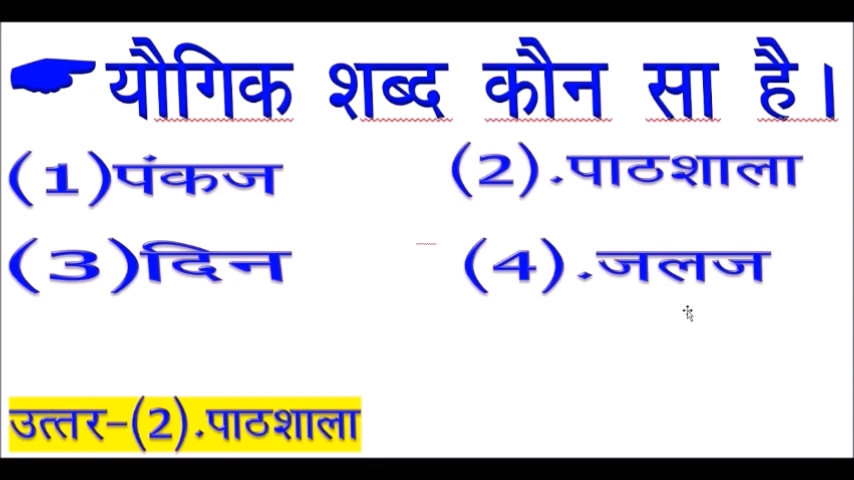 यौगिक शब्द कौन सा है।
(1)पंकज (2).पाठशाला
(3)दिन (4).जलज
उत्तर-(2).पाठशाला